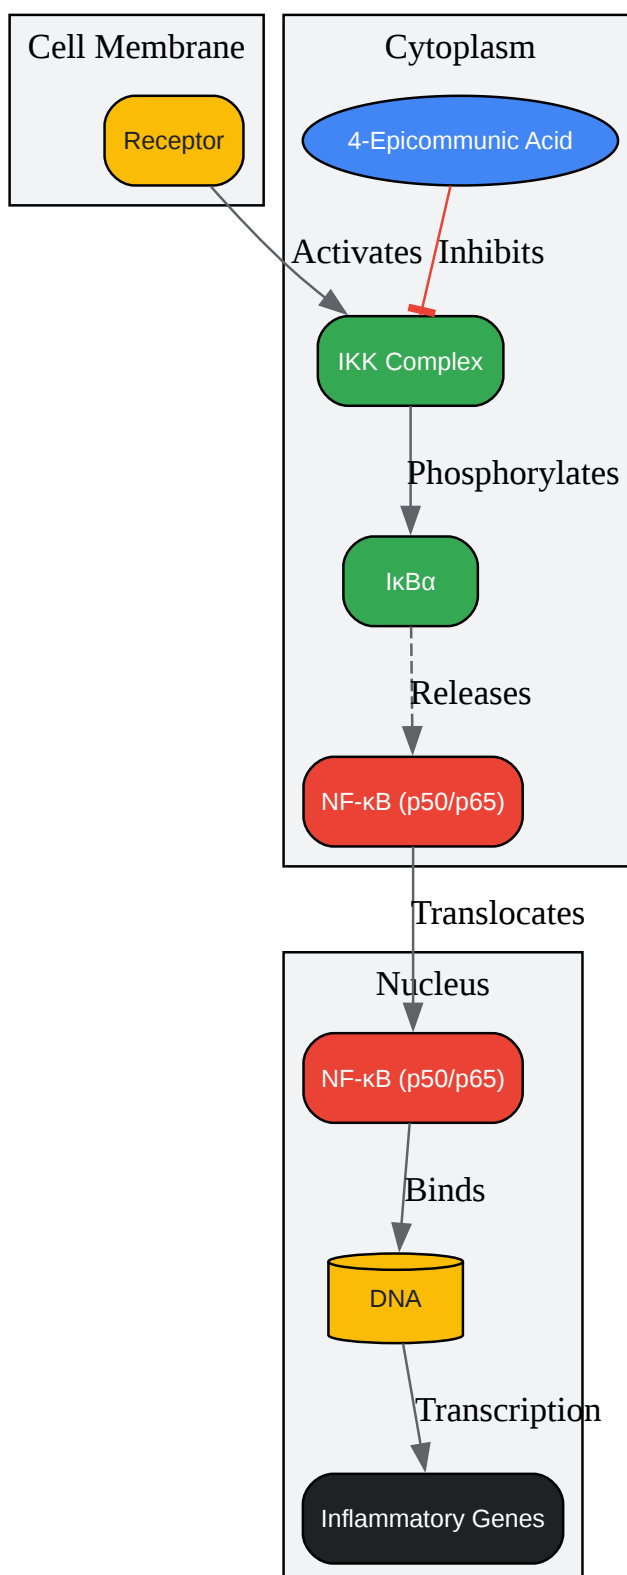 Cell Membrane
Cytoplasm
Receptor
4-Epicommunic Acid
Activates
Inhibits
IKK Complex
Phosphorylates
IκBα
Releases
NF-κB (p50/p65)
Translocates
Nucleus
NF-κB (p50/p65)
Binds
DNA
Transcription
Inflammatory Genes